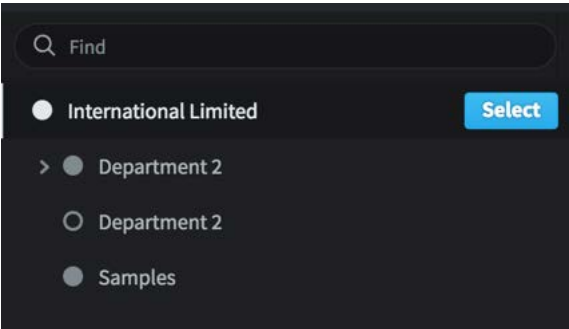 Find
International Limited Select
Department 2
Department 2
Samples